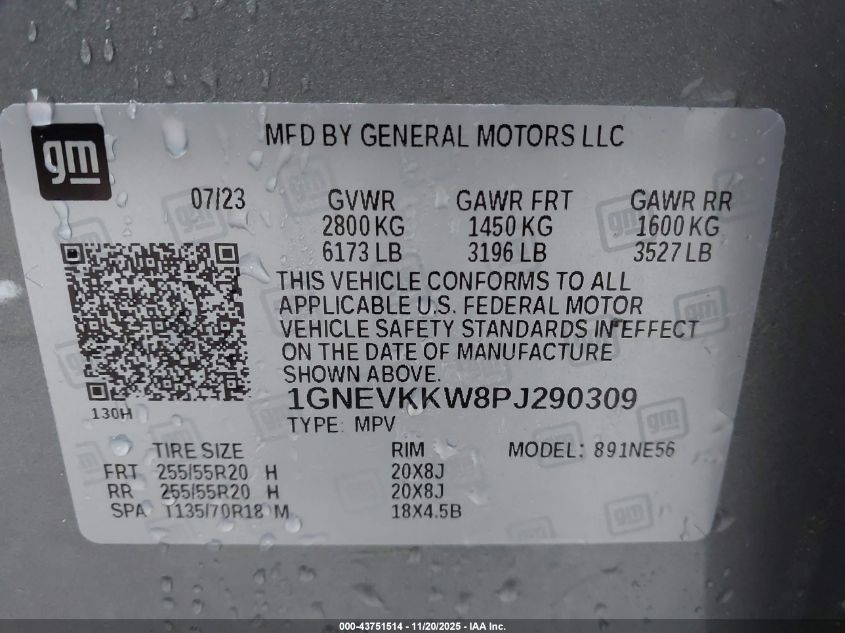 gm
MFD BY GENERAL MOTORS LLC
07/23
GVWR GAWR FRT GAWR RR
2800 KG 1450 KG 1600 KG
6173 LB 3196 LB 3527 LB
THIS VEHICLE CONFORMS TO ALL
APPLICABLE U.S. FEDERAL MOTOR
VEHICLE SAFETY STANDARDS IN EFFECT
ON THE DATE OF MANUFACTURE
SHOWN ABOVE.
1GNEVKKW8PJ290309
130H
TYPE: MPV
TIRE SIZE RIM MODEL: 891NE56
FRT 255/55R20 H 20X8J
RR 255/55R20 H 20X8J
SPA T135/70R18 M 18X4.5B
000-43751514 - 11/20/2025 - IAA Inc.